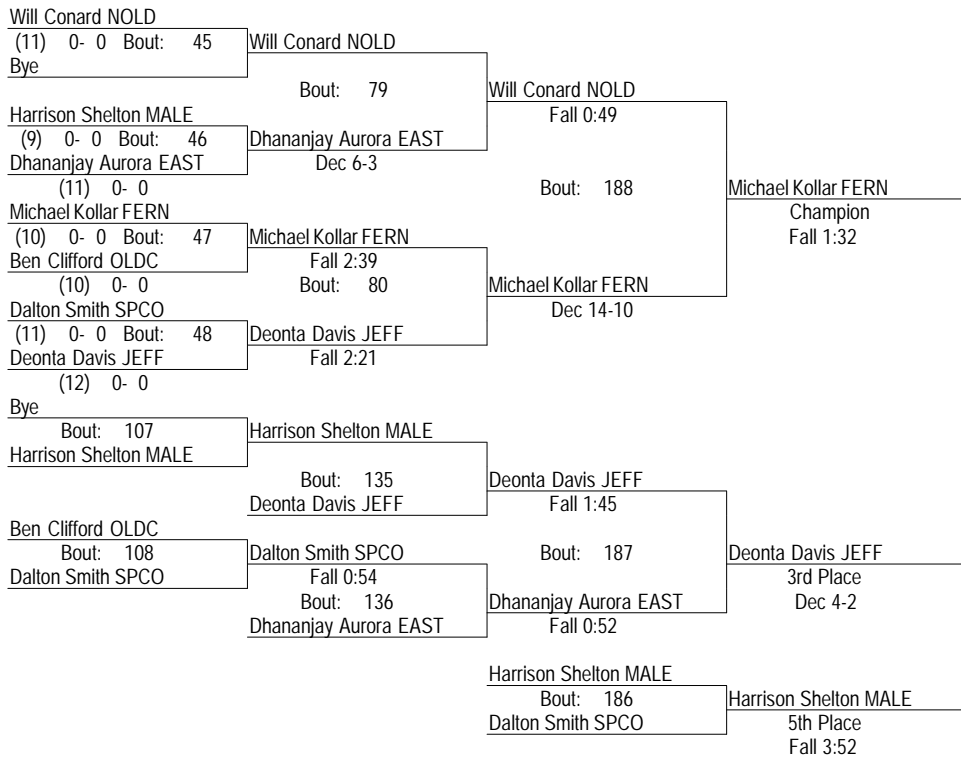 Will Conard NOLD
(11) 0- 0 Bout: 45 Will Conard NOLD
Bye
Bout: 79 Will Conard NOLD
Harrison Shelton MALE Fall 0:49
(9) 0- 0 Bout: 46 Dhananjay Aurora EAST
Dhananjay Aurora EAST Dec 6-3
(11) 0- 0 Bout: 188 Michael Kollar FERN
Michael Kollar FERN Champion
(10) 0- 0 Bout: 47 Michael Kollar FERN Fall 1:32
Ben Clifford OLDC Fall 2:39
(10) 0- 0 Bout: 80 Michael Kollar FERN
Dalton Smith SPCO Dec 14-10
(11) 0- 0 Bout: 48 Deonta Davis JEFF
Deonta Davis JEFF Fall 2:21
(12) 0- 0
Bye
Bout: 107 Harrison Shelton MALE
Harrison Shelton MALE
Bout: 135 Deonta Davis JEFF
Deonta Davis JEFF Fall 1:45
Ben Clifford OLDC
Bout: 108 Dalton Smith SPCO Bout: 187 Deonta Davis JEFF
Dalton Smith SPCO Fall 0:54 3rd Place
Bout: 136 Dhananjay Aurora EAST Dec 4-2
Dhananjay Aurora EAST Fall 0:52
Harrison Shelton MALE
Bout: 186 Harrison Shelton MALE
Dalton Smith SPCO 5th Place
Fall 3:52